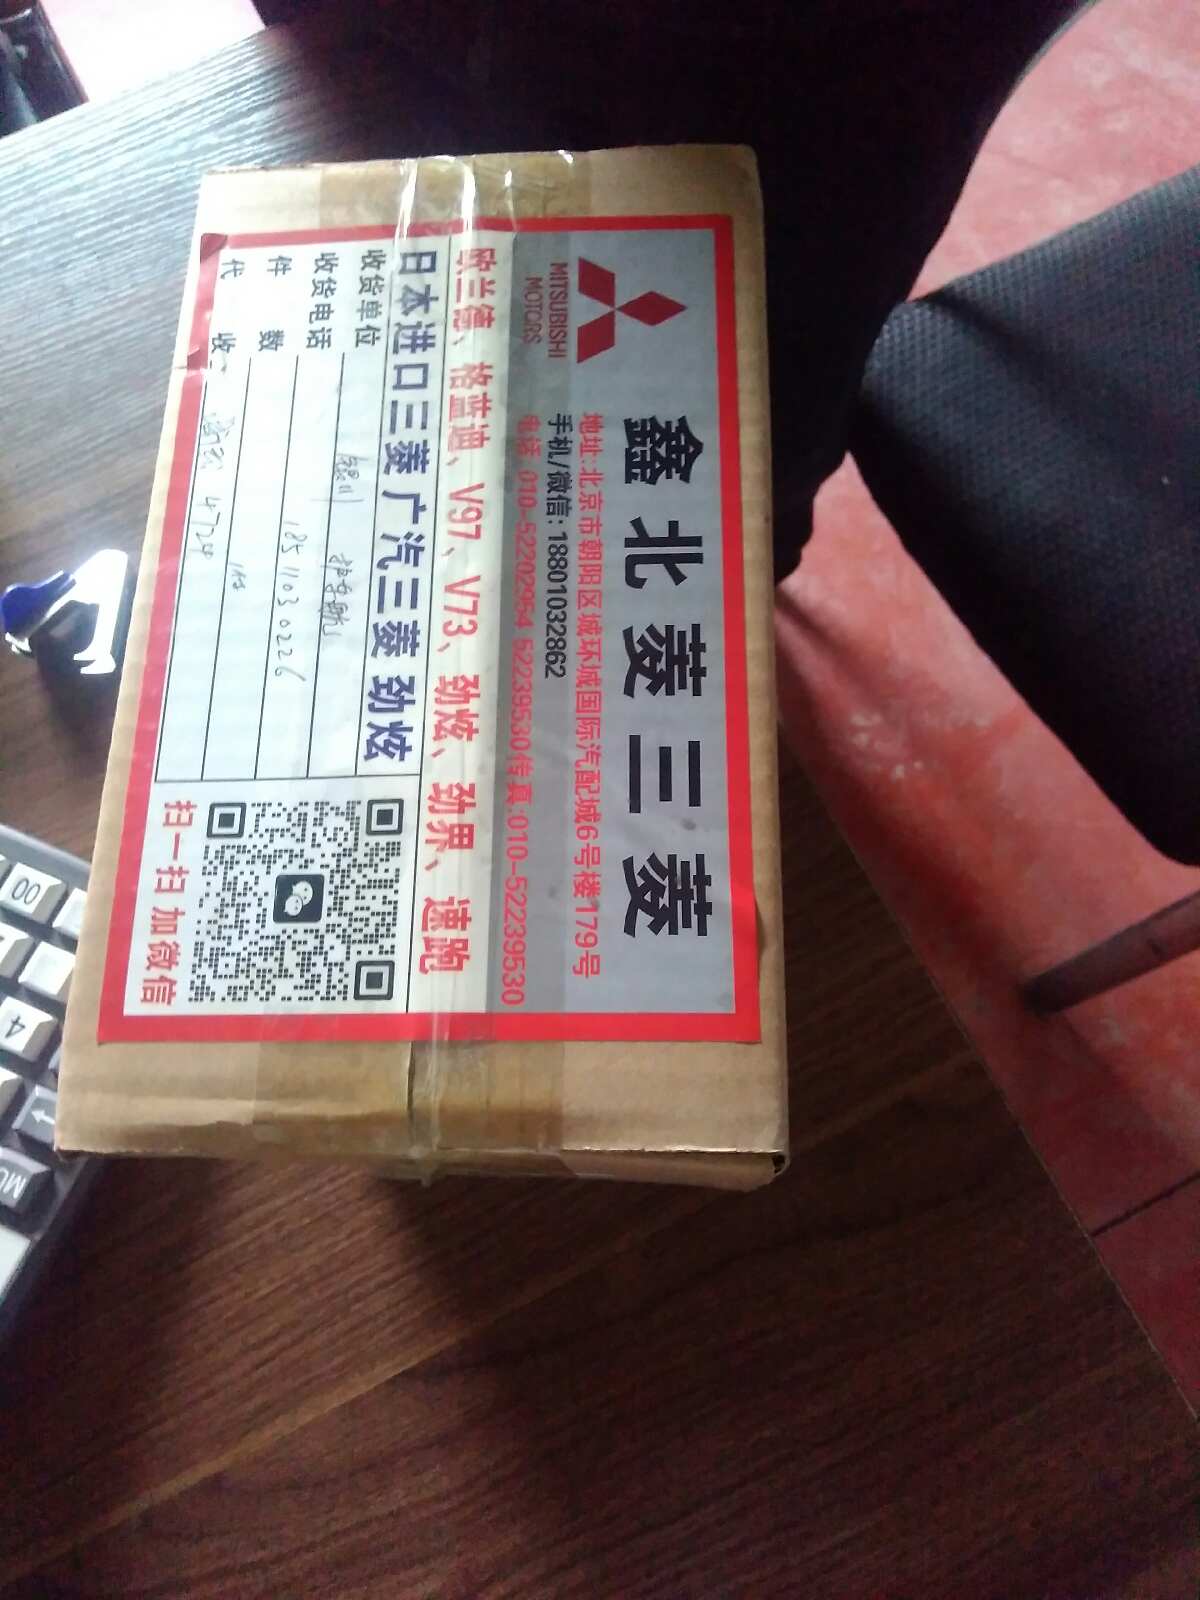 MITSUBISHI
MOTORS
鑫北菱三菱
地址:北京市朝阳区城环城国际汽配城6号楼179号
手机/微信: 18801032862
电话 010-52202954 52239530传真:010-52239530
欧兰德、格蓝迪、V97、V73、劲炫、劲界、速跑
日本进口三菱 广汽三菱 劲炫
收货单位
收货电话 18511030226
件 数
代 收
扫一扫 加微信
00
4